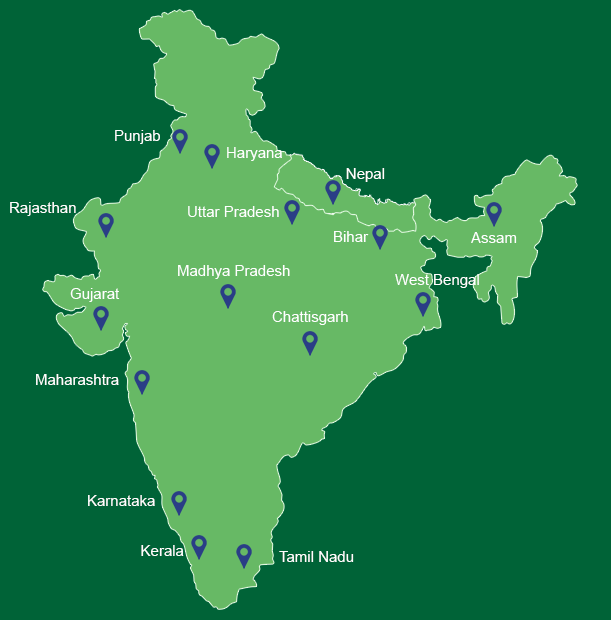 Punjab
Haryana
Nepal
Rajasthan
Uttar Pradesh
Bihar
Assam
Madhya Pradesh
West Bengal
Gujarat
Chattisgarh
Maharashtra
Karnataka
Kerala
Tamil Nadu